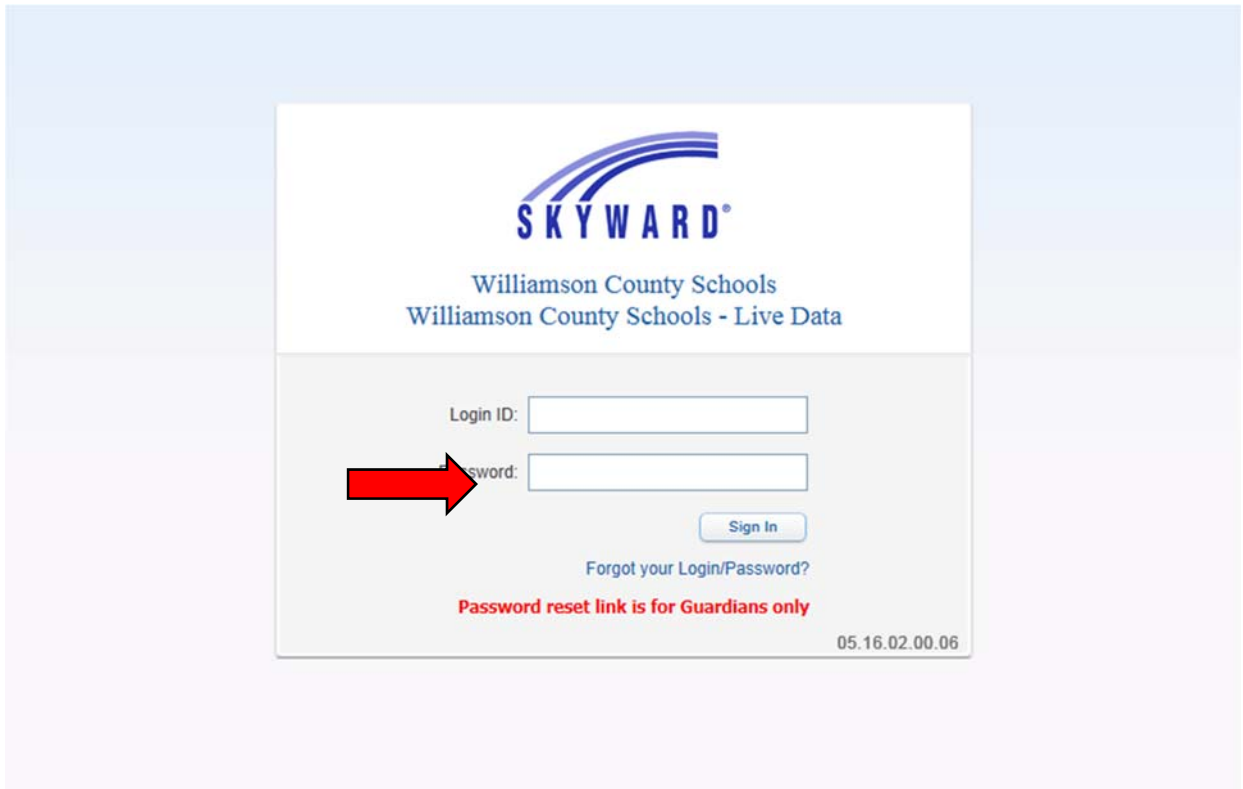 SKYWARD®
Williamson County Schools
Williamson County Schools - Live Data
Login ID:
Password:
Sign In
Forgot your Login/Password?
Password reset link is for Guardians only
05.16.02.00.06